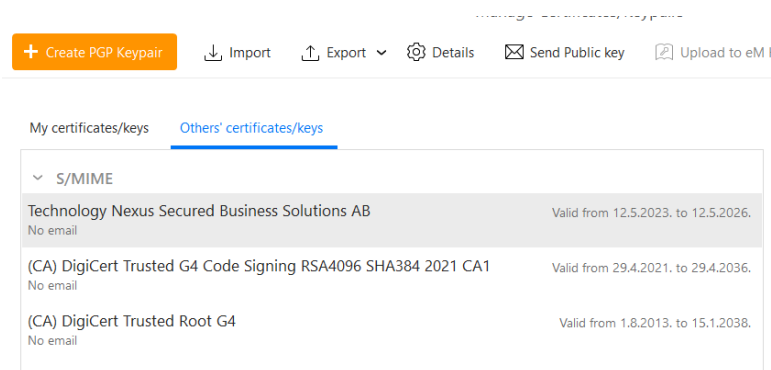 Manage Certificates/Keypairs
+ Create PGP Keypair Import Export Details Send Public key Upload to eM
My certificates/keys Others' certificates/keys
S/MIME
Technology Nexus Secured Business Solutions AB Valid from 12.5.2023. to 12.5.2026.
No email
(CA) DigiCert Trusted G4 Code Signing RSA4096 SHA384 2021 CA1 Valid from 29.4.2021. to 29.4.2036.
No email
(CA) DigiCert Trusted Root G4 Valid from 1.8.2013. to 15.1.2038.
No email